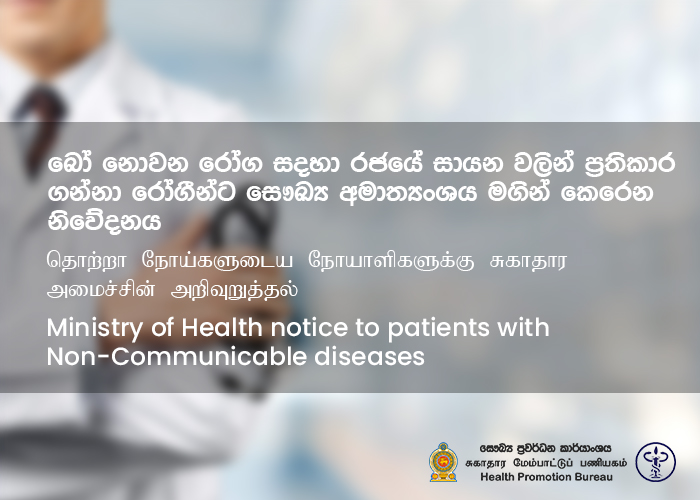 බෝ නොවන රෝග සදහා රජයේ සායන වලින් ප්‍රතිකාර
ගන්නා රෝගීන්ට සෞඛ්‍ය අමාත්‍යංශය මගින් කෙරෙන
නිවේදනය
தொற்றா நோய்களுடைய நோயாளிகளுக்கு சுகாதார
அமைச்சின் அறிவுறுத்தல்
Ministry of Health notice to patients with
Non-Communicable diseases
සෞඛ්‍ය ප්‍රවර්ධන කාර්යාංශය
சுகாதார மேம்பாட்டுப் பணியகம்
Health Promotion Bureau